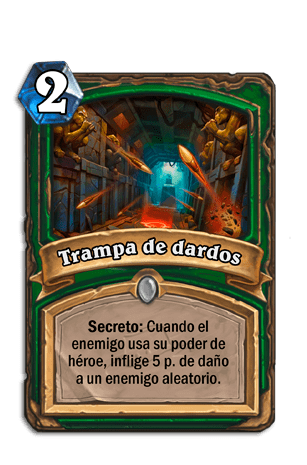 2
Trampa de dardos
Secreto: Cuando el
enemigo usa su poder de
héroe, inflige 5 p. de daño
a un enemigo aleatorio.